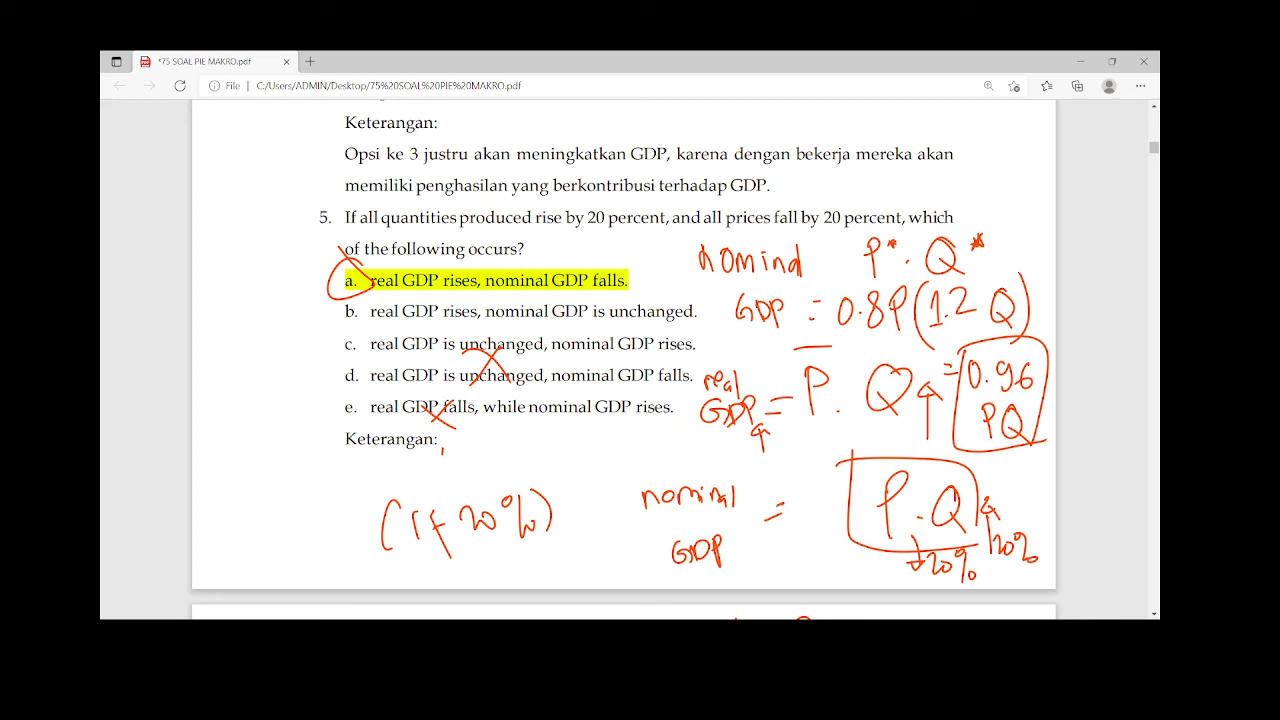 *75 SOAL PIE MAKRO.pdf
File
C:/Users/ADMIN/Desktop/75%20SOAL%20PIE%20MAKRO.pdf
Keterangan:
Opsi ke 3 justru akan meningkatkan GDP, karena dengan bekerja mereka akan
memiliki penghasilan yang berkontribusi terhadap GDP.
5. If all quantities produced rise by 20 percent, and all prices fall by 20 percent, which
of the following occurs?
a. real GDP rises, nominal GDP falls.
b. real GDP rises, nominal GDP is unchanged.
c. real GDP is unchanged, nominal GDP rises.
d. real GDP is unchanged, nominal GDP falls.
e. real GDP falls, while nominal GDP rises.
Keterangan:
nominal P* . Q*
GDP = 0.8P (1.2 Q)
real
GDP = P . Q
= 0.96
PQ
(1+20%)
nominal = P . Q
GDP
↓20% ↑20%